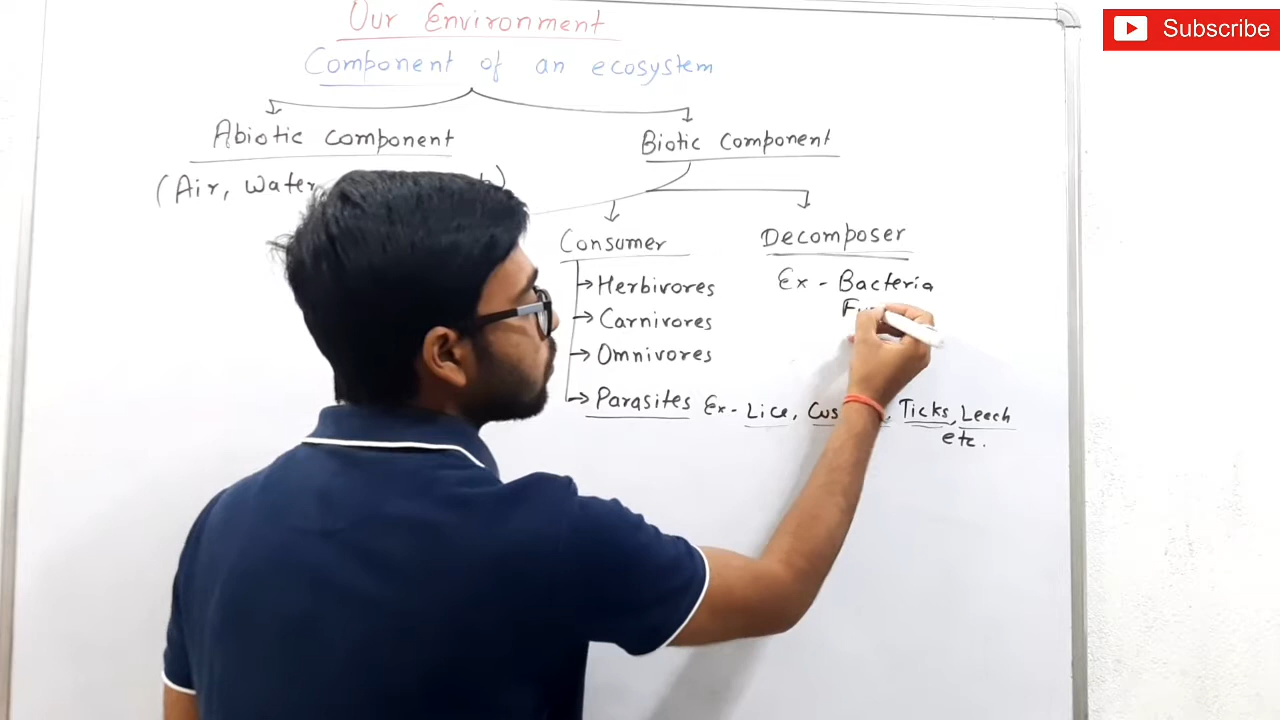 Our Environment
Component of an ecosystem
Abiotic component
Biotic component
(Air, Water,
Consumer
Decomposer
→ Herbivores
Ex - Bacteria
→ Carnivores
→ Omnivores
→ Parasites Ex - Lice, Ticks, Leech
etc.
Subscribe